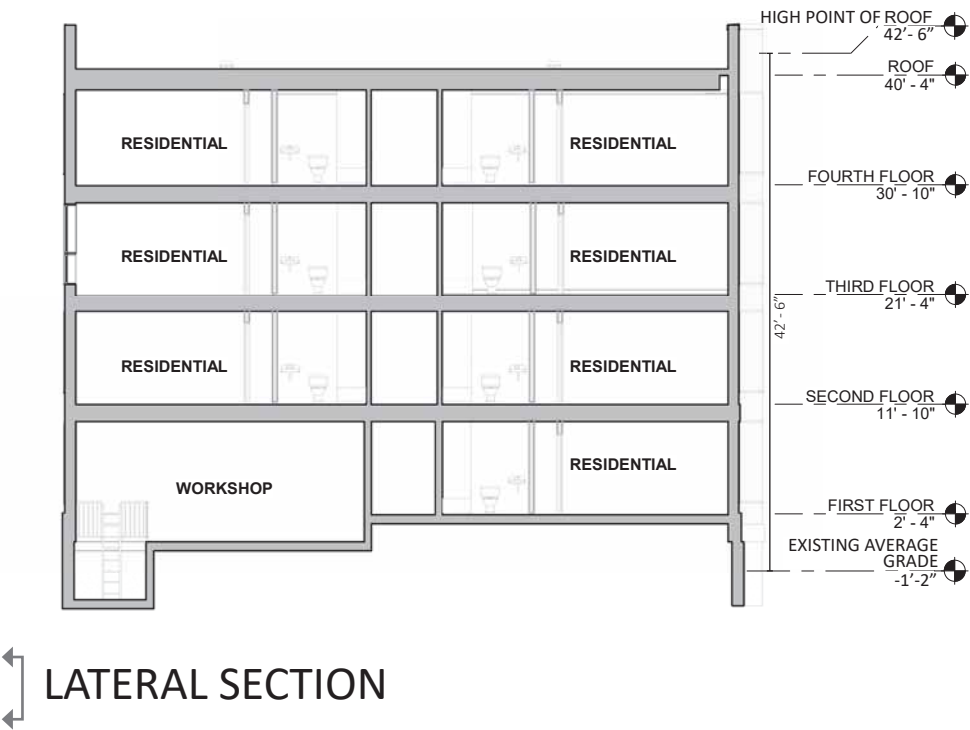 HIGH POINT OF ROOF
42'- 6”
ROOF
40' - 4"
RESIDENTIAL
RESIDENTIAL
FOURTH FLOOR
30' - 10"
RESIDENTIAL
RESIDENTIAL
THIRD FLOOR
21' - 4"
42’ - 6”
RESIDENTIAL
RESIDENTIAL
SECOND FLOOR
11' - 10"
WORKSHOP
RESIDENTIAL
FIRST FLOOR
2' - 4"
EXISTING AVERAGE
GRADE
-1’-2”
LATERAL SECTION